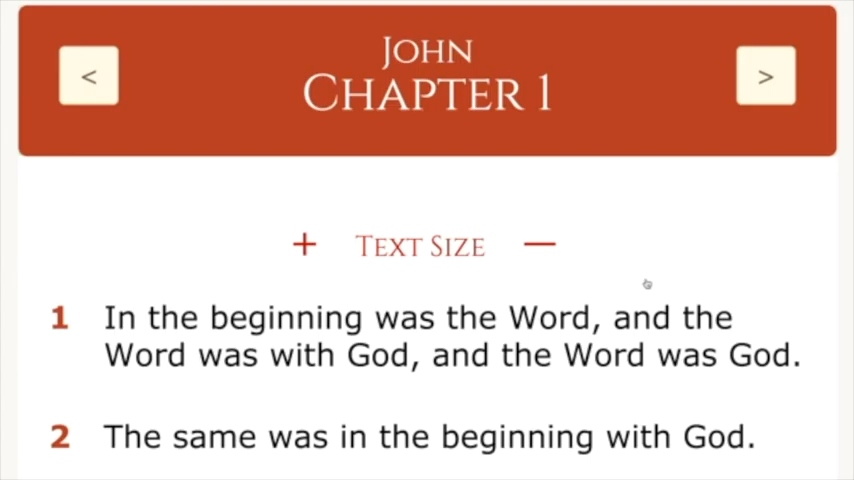 <
JOHN
CHAPTER 1
>
+ TEXT SIZE —
1 In the beginning was the Word, and the
Word was with God, and the Word was God.
2 The same was in the beginning with God.